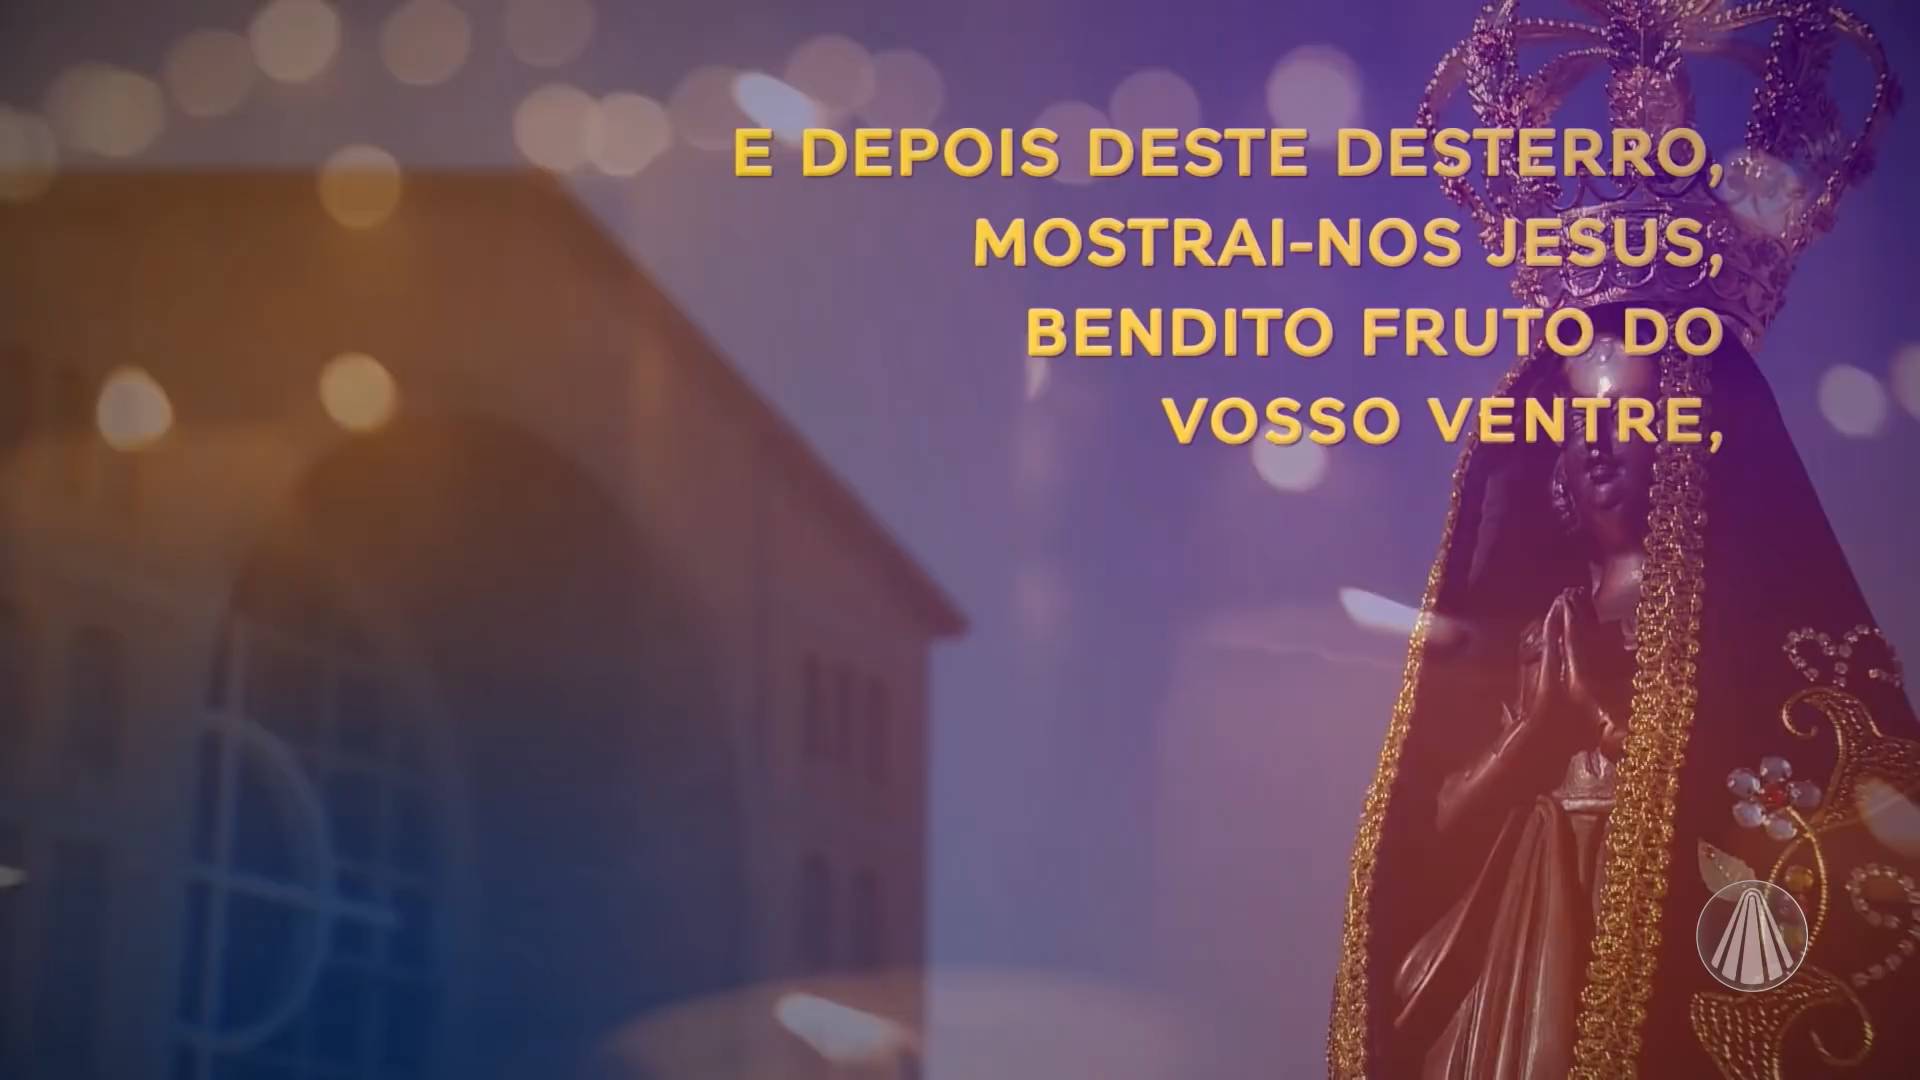 E DEPOIS DESTE DESTERRO,
MOSTRAI-NOS JESUS,
BENDITO FRUTO DO
VOSSO VENTRE,